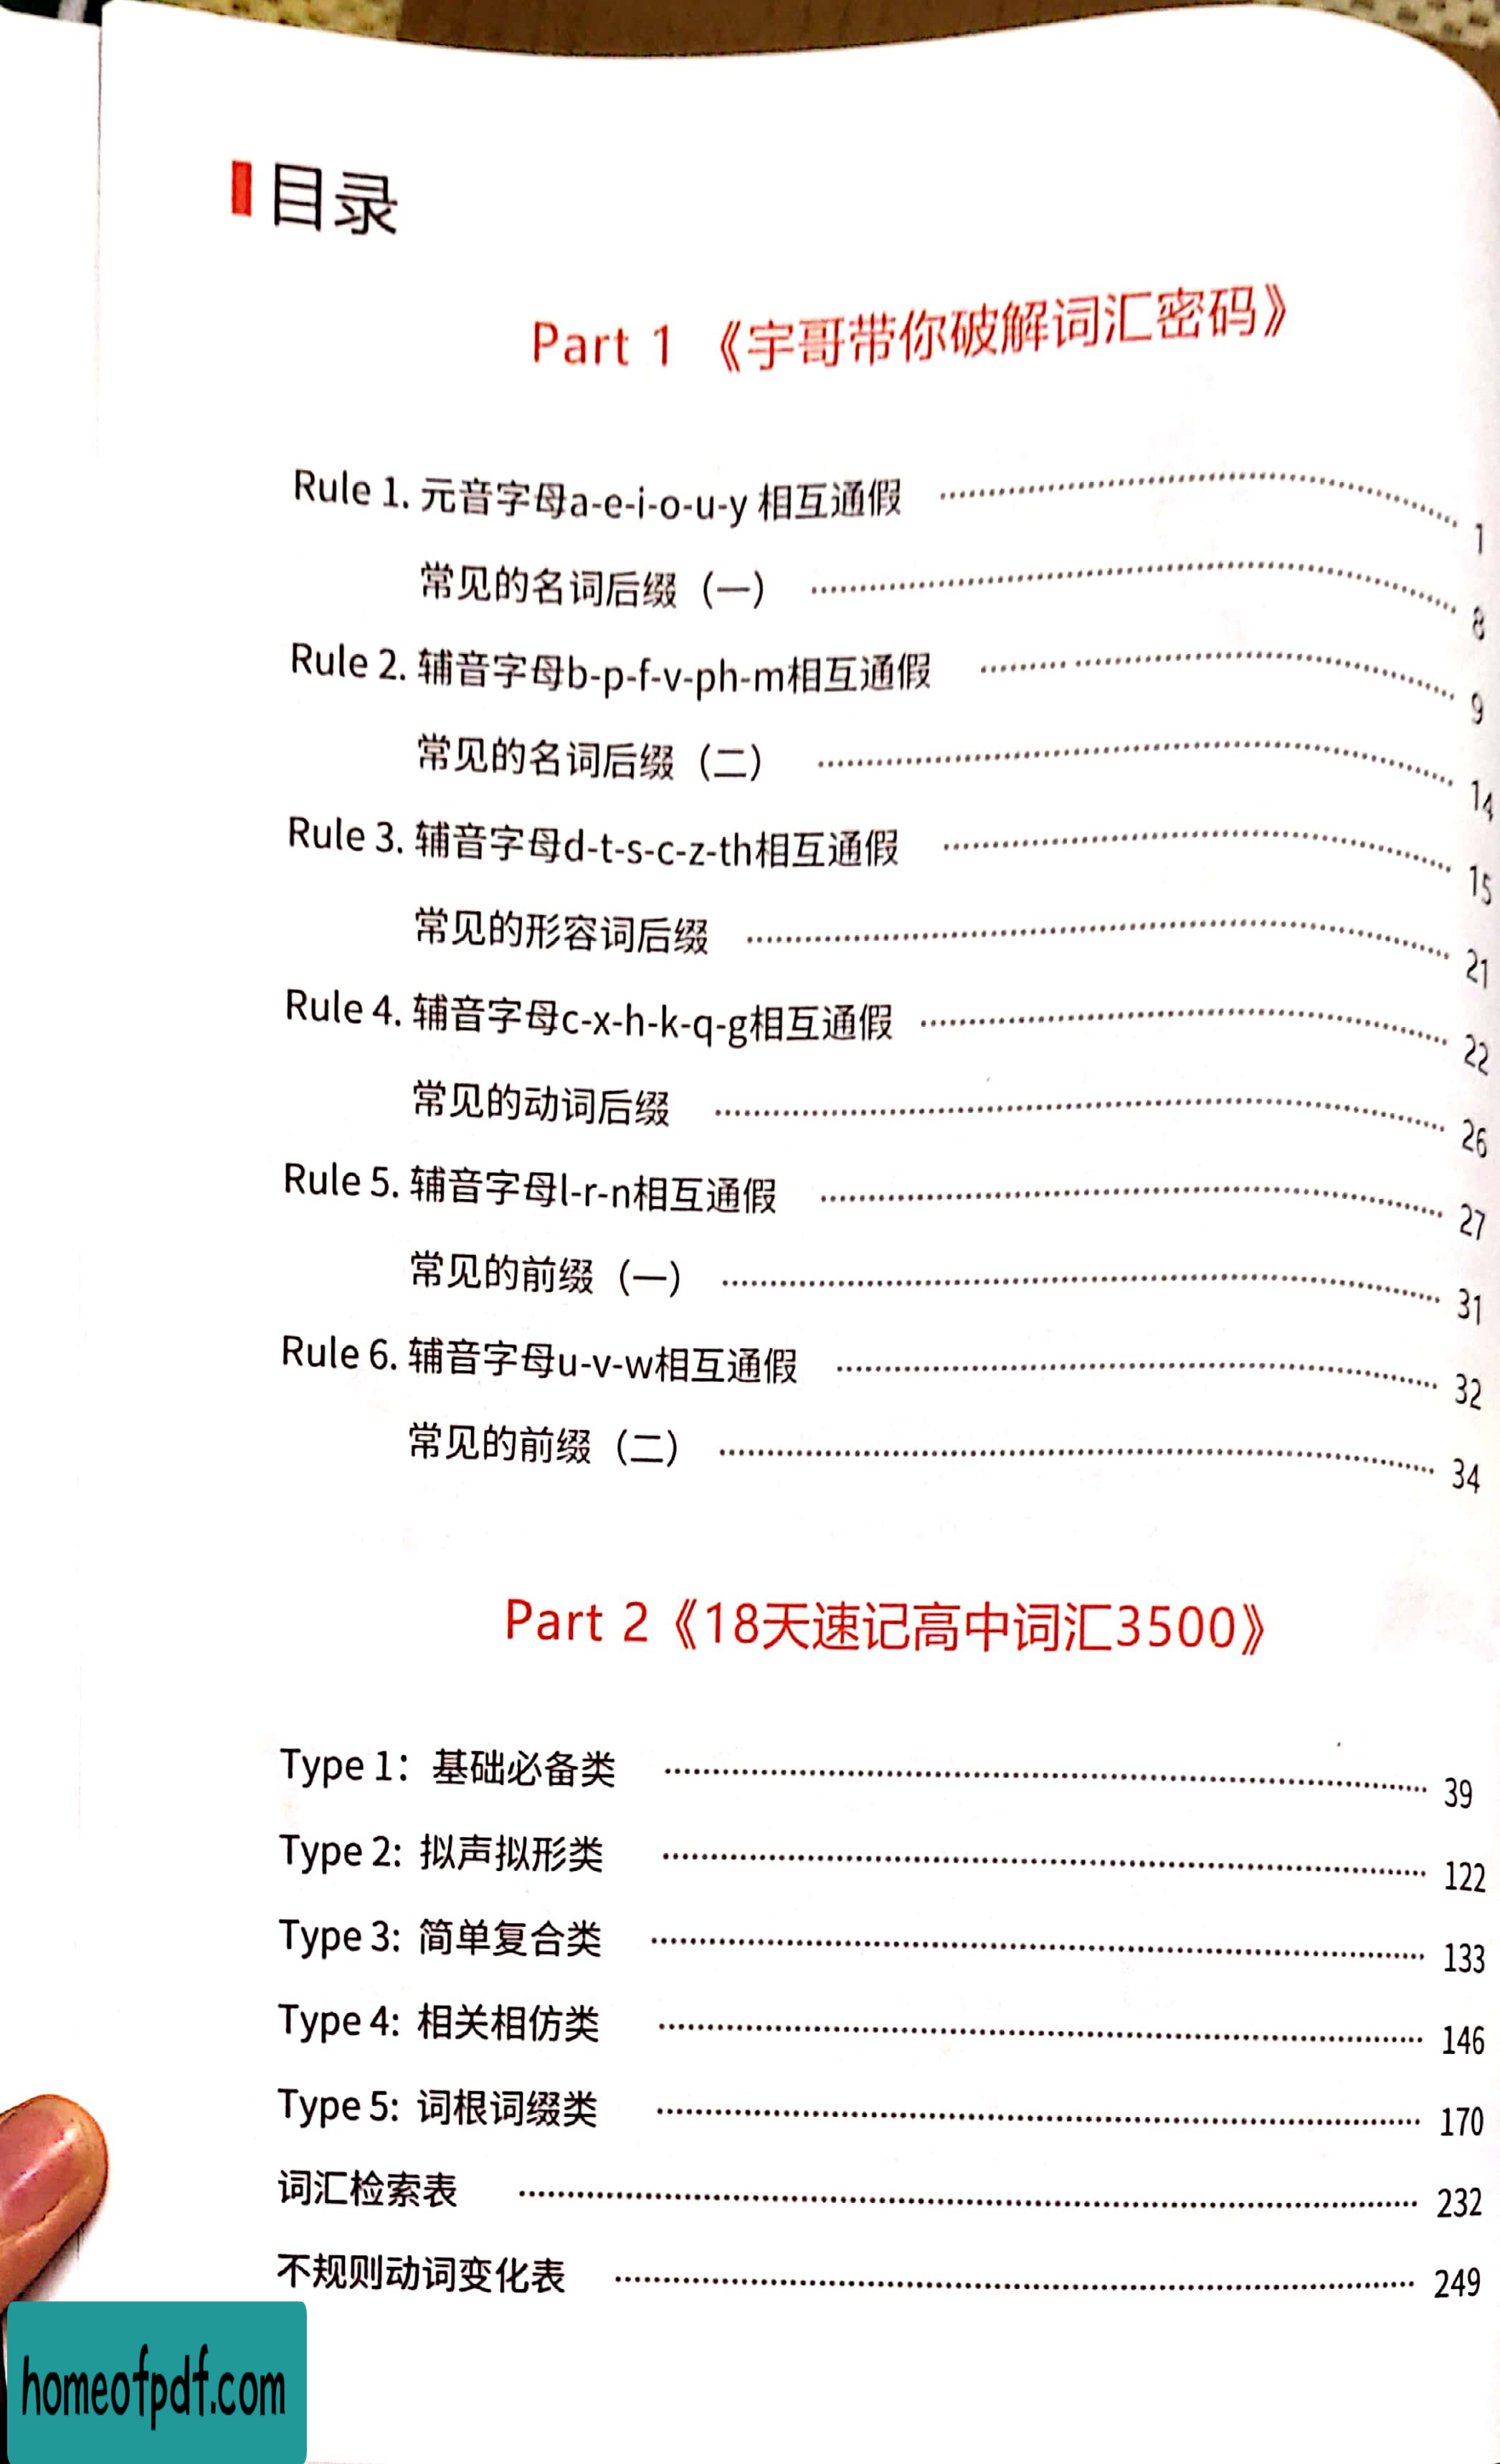 目录
Part 1 《宇哥带你破解词汇密码》
Rule 1. 元音字母a-e-i-o-u-y 相互通假 ........ 1
常见的名词后缀（一） ........ 8
Rule 2. 辅音字母b-p-f-v-ph-m相互通假 ........ 9
常见的名词后缀（二） ........ 14
Rule 3. 辅音字母d-t-s-c-z-th相互通假 ........ 15
常见的形容词后缀 ........ 21
Rule 4. 辅音字母c-x-h-k-q-g相互通假 ........ 22
常见的动词后缀 ........ 26
Rule 5. 辅音字母l-r-n相互通假 ........ 27
常见的前缀（一） ........ 31
Rule 6. 辅音字母u-v-w相互通假 ........ 32
常见的前缀（二） ........ 34
Part 2《18天速记高中词汇3500》
Type 1：基础必备类 ........ 39
Type 2: 拟声拟形类 ........ 122
Type 3: 简单复合类 ........ 133
Type 4: 相关相仿类 ........ 146
Type 5: 词根词缀类 ........ 170
词汇检索表 ........ 232
不规则动词变化表 ........ 249
homeofpdf.com